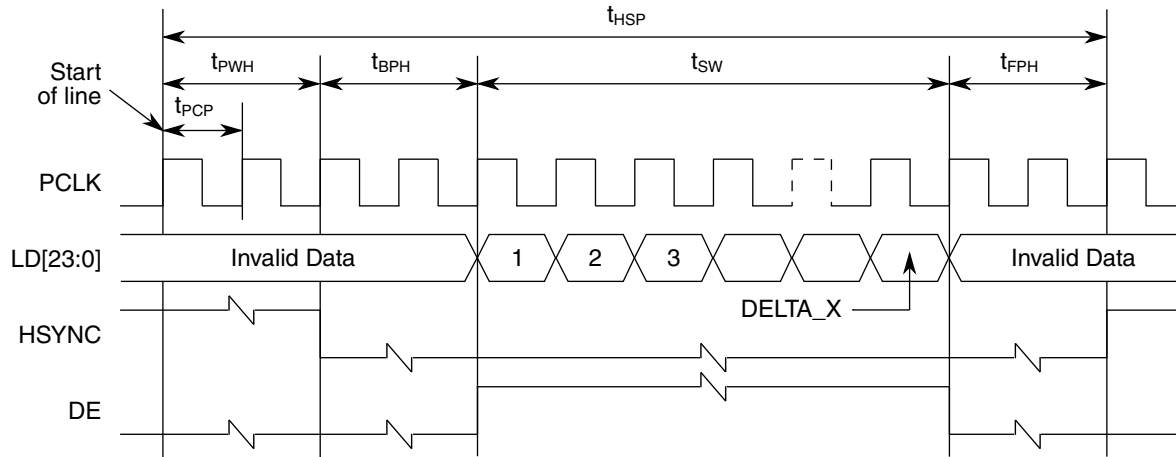 tHSP
tPWH tBPH tSW tFPH
Start
of line
tPCP
PCLK
LD[23:0] Invalid Data 1 2 3 Invalid Data
DELTA_X
HSYNC
DE